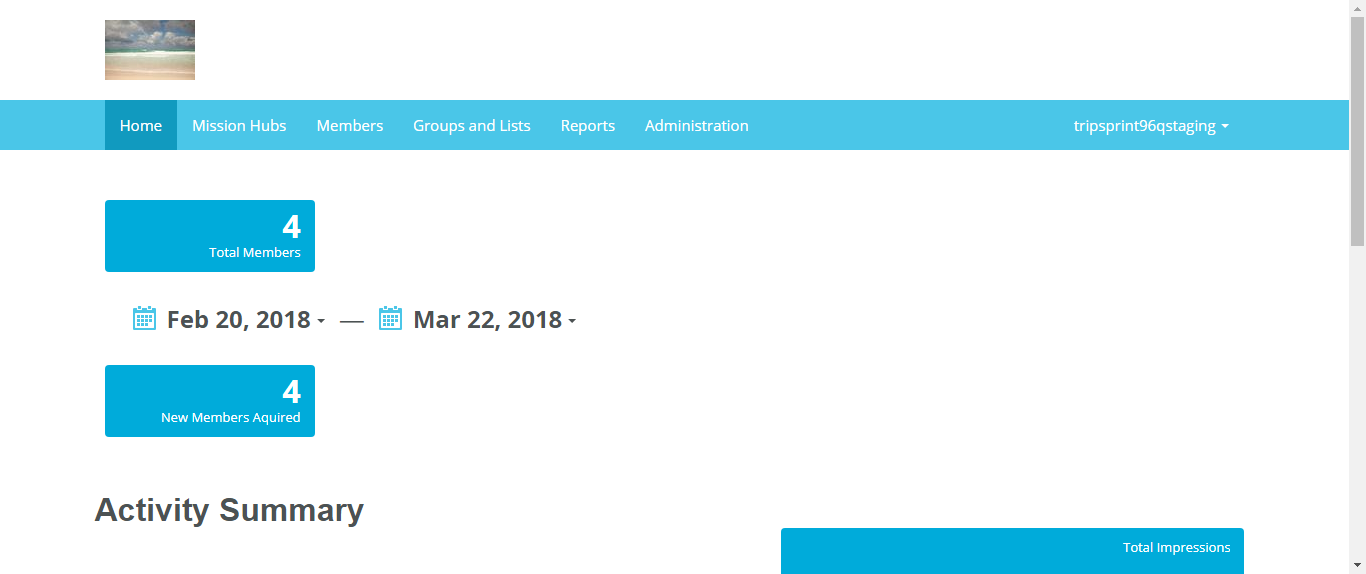 Home Mission Hubs Members Groups and Lists Reports Administration tripsprint96qstaging
4
Total Members
Feb 20, 2018 — Mar 22, 2018
4
New Members Aquired
Activity Summary
Total Impressions